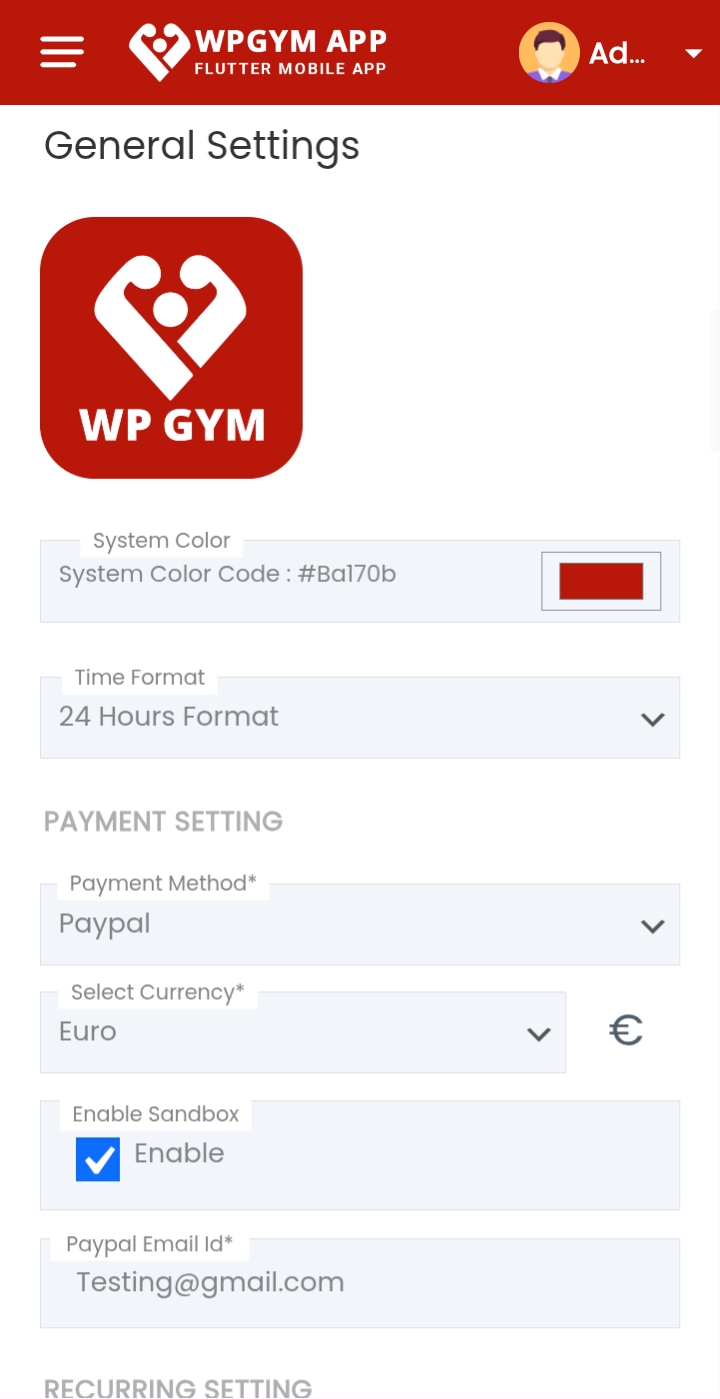 WPGYM APP
FLUTTER MOBILE APP
Ad...
General Settings
WP GYM
System Color
System Color Code : #Ba170b
Time Format
24 Hours Format
PAYMENT SETTING
Payment Method*
Paypal
Select Currency*
Euro
€
Enable Sandbox
Enable
Paypal Email Id*
Testing@gmail.com
RECURRING SETTING